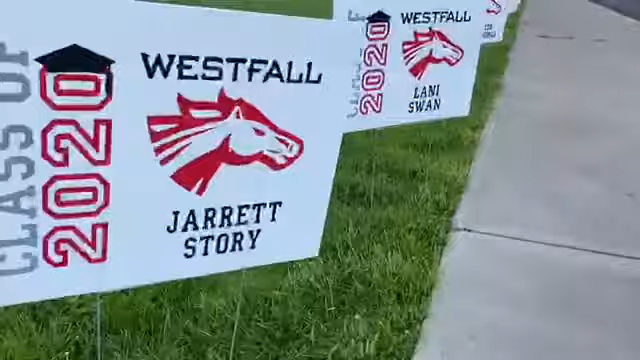 CLASS OF
2020
WESTFALL
JARRETT
STORY
2020
WESTFALL
LANI
SWAN